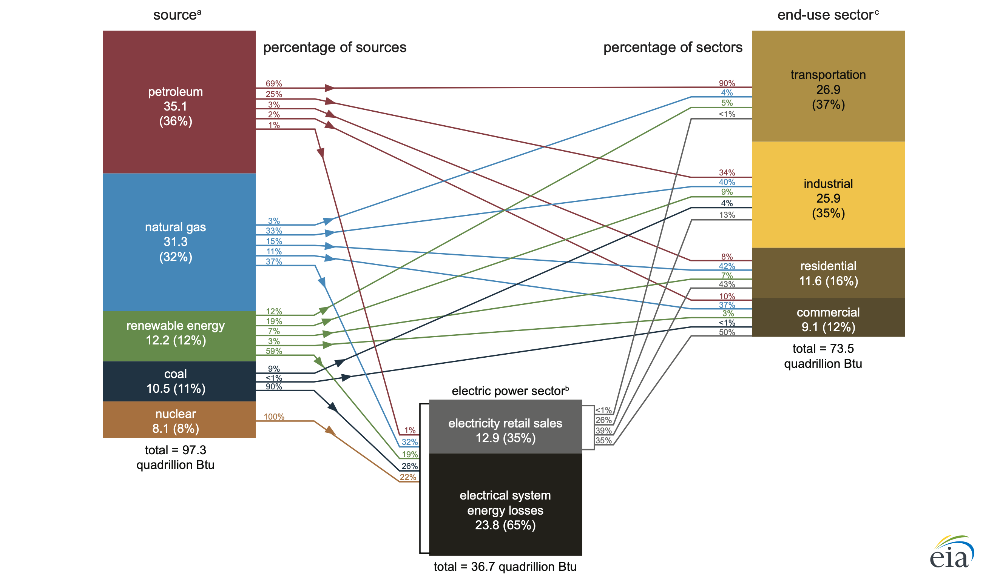 sourceᵃ
end-use sectorᶜ
percentage of sources
percentage of sectors
petroleum
35.1
(36%)
69%
25%
3%
2%
1%
natural gas
31.3
(32%)
3%
33%
15%
11%
37%
renewable energy
12.2 (12%)
12%
19%
7%
3%
59%
coal
10.5 (11%)
9%
<1%
90%
nuclear
8.1 (8%)
100%
total = 97.3
quadrillion Btu
electric power sectorᵇ
1%
32%
19%
26%
22%
electricity retail sales
12.9 (35%)
electrical system
energy losses
23.8 (65%)
total = 36.7 quadrillion Btu
<1%
26%
39%
35%
90%
4%
5%
<1%
transportation
26.9
(37%)
34%
40%
9%
4%
13%
industrial
25.9
(35%)
8%
42%
7%
43%
residential
11.6 (16%)
10%
37%
3%
<1%
50%
commercial
9.1 (12%)
total = 73.5
quadrillion Btu
eia